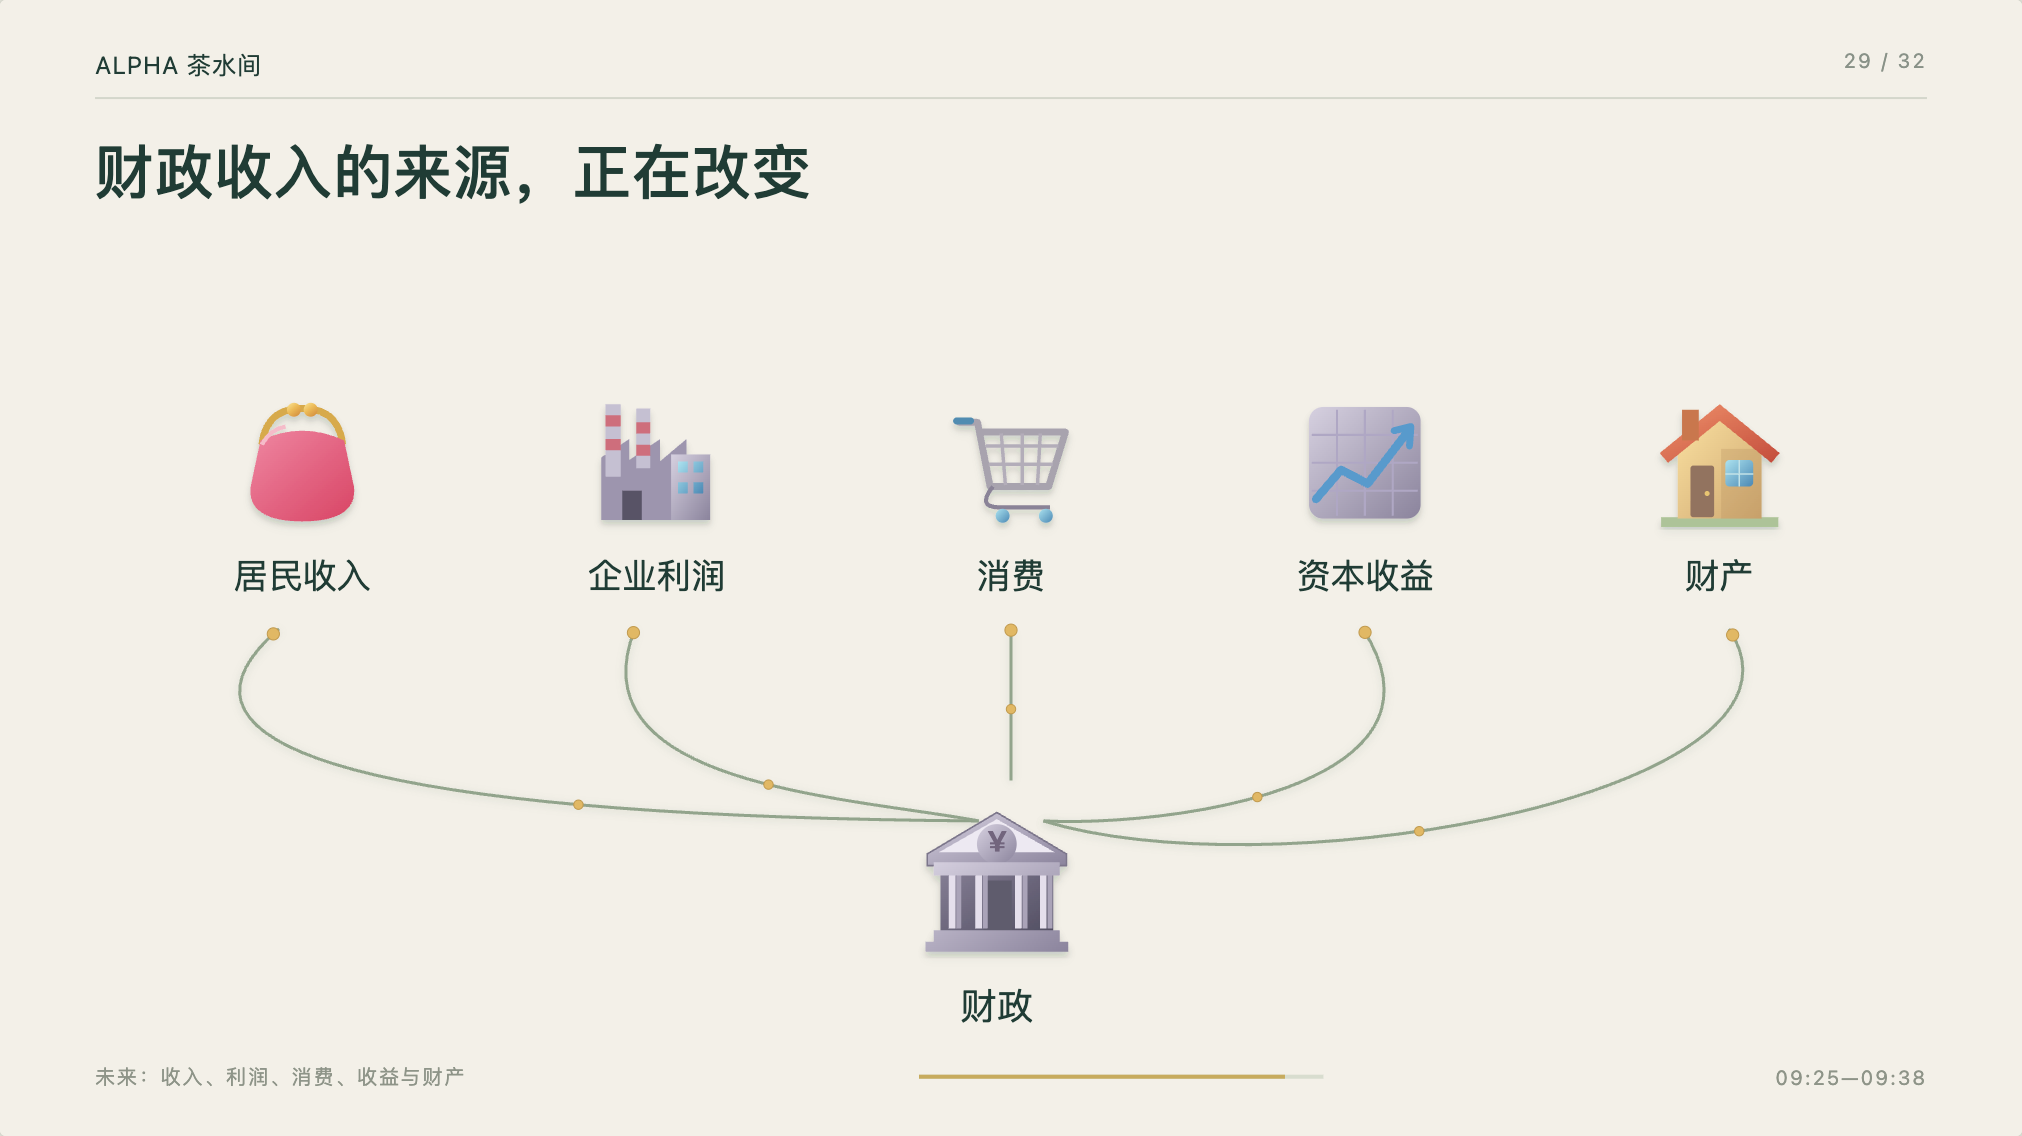 ALPHA 茶水间
29 / 32
财政收入的来源，正在改变
居民收入
企业利润
消费
资本收益
财产
¥
财政
未来：收入、利润、消费、收益与财产
09:25—09:38